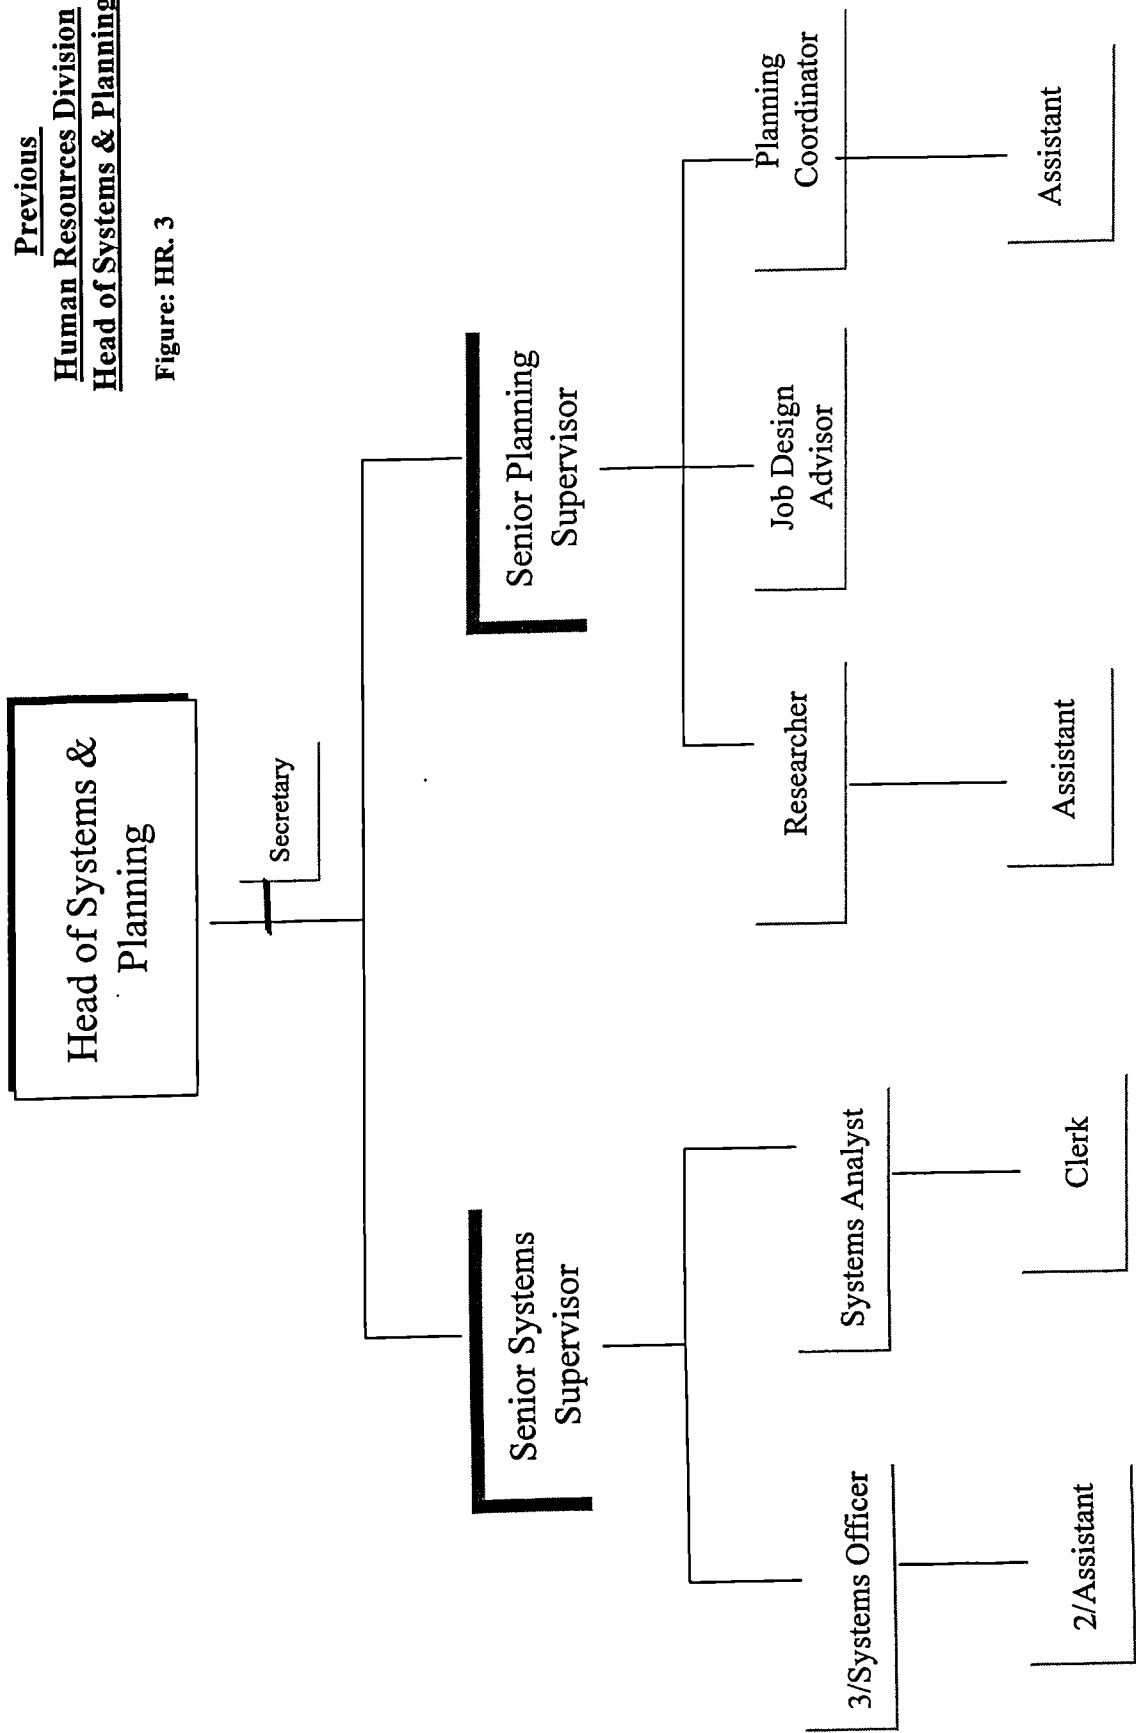 Previous
Human Resources Division
Head of Systems & Planning
Figure: HR. 3
Head of Systems &
Planning
Secretary
Senior Systems
Supervisor
Senior Planning
Supervisor
3/Systems Officer
Systems Analyst
Researcher
Job Design
Advisor
Planning
Coordinator
2/Assistant
Clerk
Assistant
Assistant